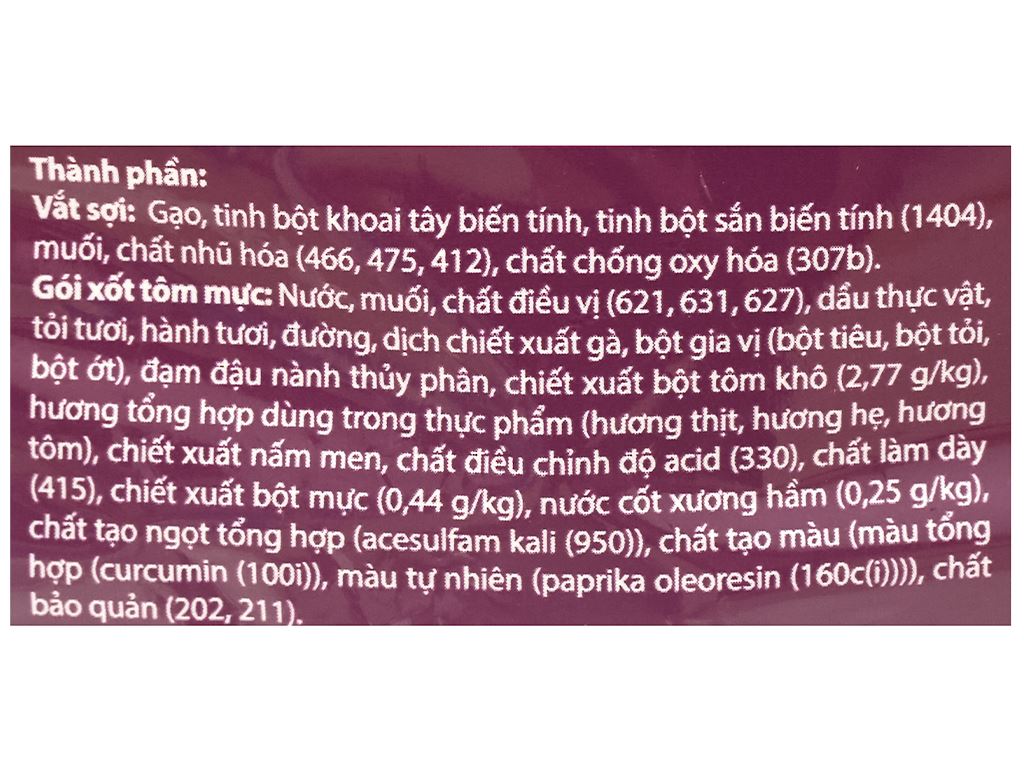 Thành phần:
Vắt sợi: Gạo, tinh bột khoai tây biến tính, tinh bột sắn biến tính (1404),
muối, chất nhũ hóa (466, 475, 412), chất chống oxy hóa (307b).
Gói xốt tôm mực: Nước, muối, chất điều vị (621, 631, 627), dầu thực vật,
tỏi tươi, hành tươi, đường, dịch chiết xuất gà, bột gia vị (bột tiêu, bột tỏi,
bột ớt), đạm đậu nành thủy phân, chiết xuất bột tôm khô (2,77 g/kg),
hương tổng hợp dùng trong thực phẩm (hương thịt, hương hẹ, hương
tôm), chiết xuất nấm men, chất điều chỉnh độ acid (330), chất làm dày
(415), chiết xuất bột mực (0,44 g/kg), nước cốt xương hầm (0,25 g/kg),
chất tạo ngọt tổng hợp (acesulfam kali (950)), chất tạo màu (màu tổng
hợp (curcumin (100i)), màu tự nhiên (paprika oleoresin (160c(i)))), chất
bảo quản (202, 211).